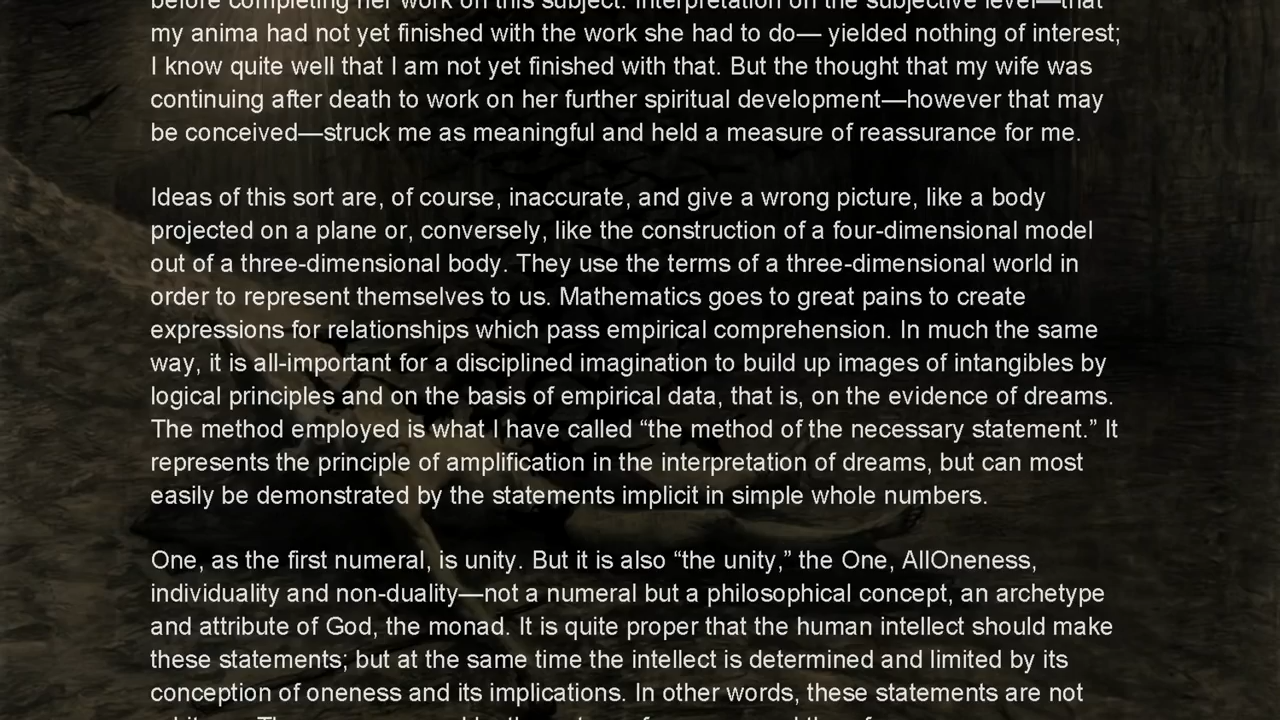 before completing her work on this subject. Interpretation on the subjective level—that
my anima had not yet finished with the work she had to do— yielded nothing of interest;
I know quite well that I am not yet finished with that. But the thought that my wife was
continuing after death to work on her further spiritual development—however that may
be conceived—struck me as meaningful and held a measure of reassurance for me.
Ideas of this sort are, of course, inaccurate, and give a wrong picture, like a body
projected on a plane or, conversely, like the construction of a four-dimensional model
out of a three-dimensional body. They use the terms of a three-dimensional world in
order to represent themselves to us. Mathematics goes to great pains to create
expressions for relationships which pass empirical comprehension. In much the same
way, it is all-important for a disciplined imagination to build up images of intangibles by
logical principles and on the basis of empirical data, that is, on the evidence of dreams.
The method employed is what I have called “the method of the necessary statement.” It
represents the principle of amplification in the interpretation of dreams, but can most
easily be demonstrated by the statements implicit in simple whole numbers.
One, as the first numeral, is unity. But it is also “the unity,” the One, AllOneness,
individuality and non-duality—not a numeral but a philosophical concept, an archetype
and attribute of God, the monad. It is quite proper that the human intellect should make
these statements; but at the same time the intellect is determined and limited by its
conception of oneness and its implications. In other words, these statements are not